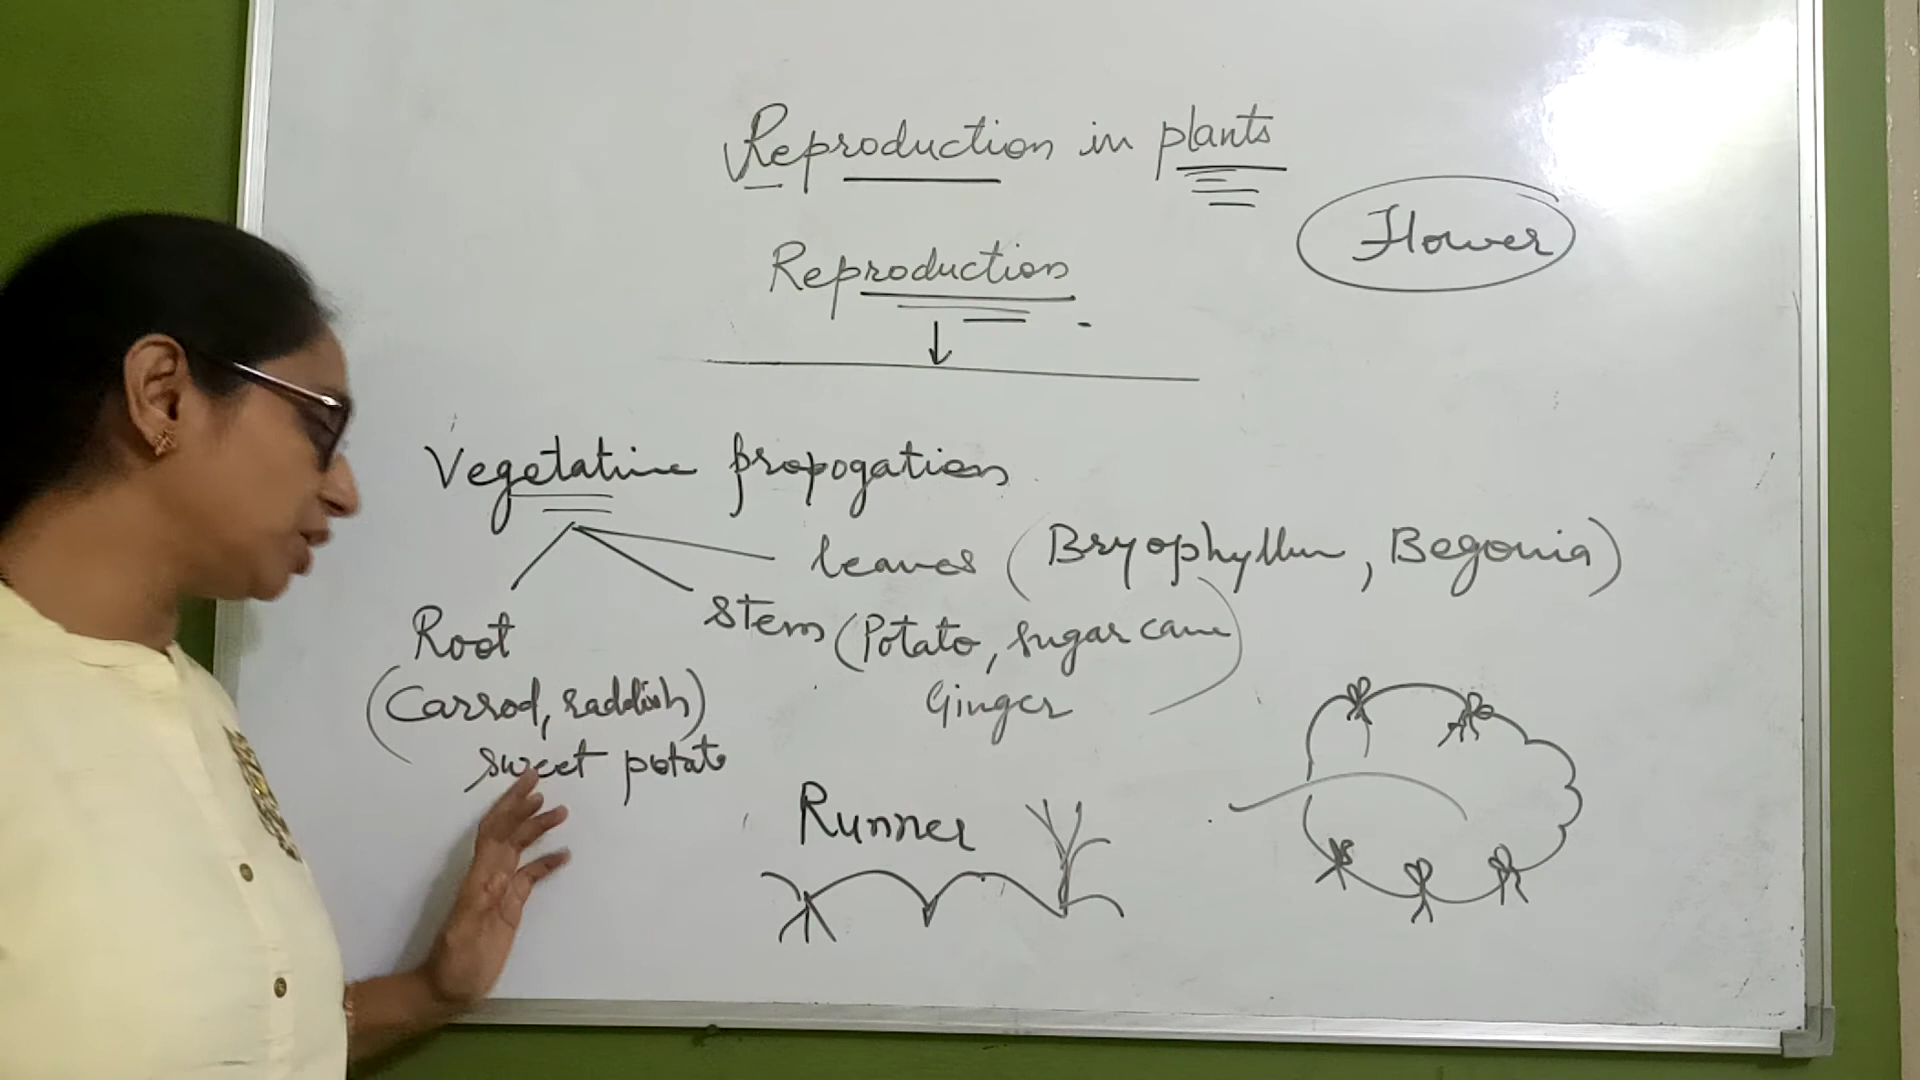 Reproduction in plants
Flower
Reproduction
Vegetative propogation
leaves (Bryophyllum, Begonia)
Root
stem (Potato, sugar cane
Ginger
(Carrod, raddish)
sweet potato
Runner